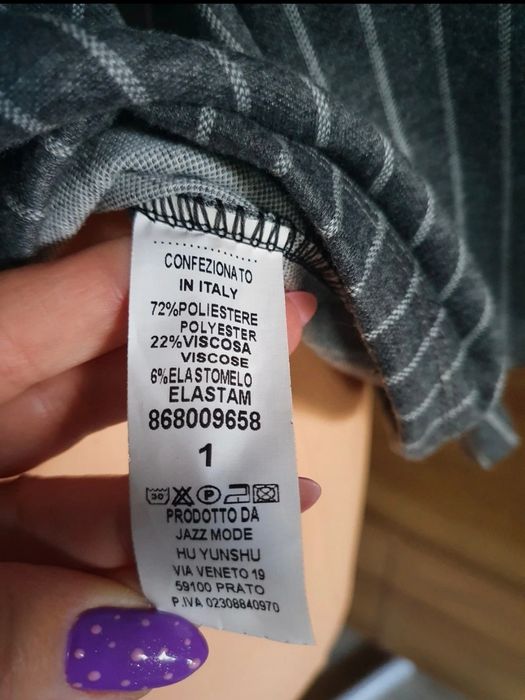 CONFEZIONATO
IN ITALY
72%POLIESTERE
POLYESTER
22%VISCOSA
VISCOSE
6%ELASTOMELO
ELASTAM
868009658
1
30 P
PRODOTTO DA
JAZZ MODE
HU YUNSHU
VIA VENETO 19
59100 PRATO
P.IVA 02308840970